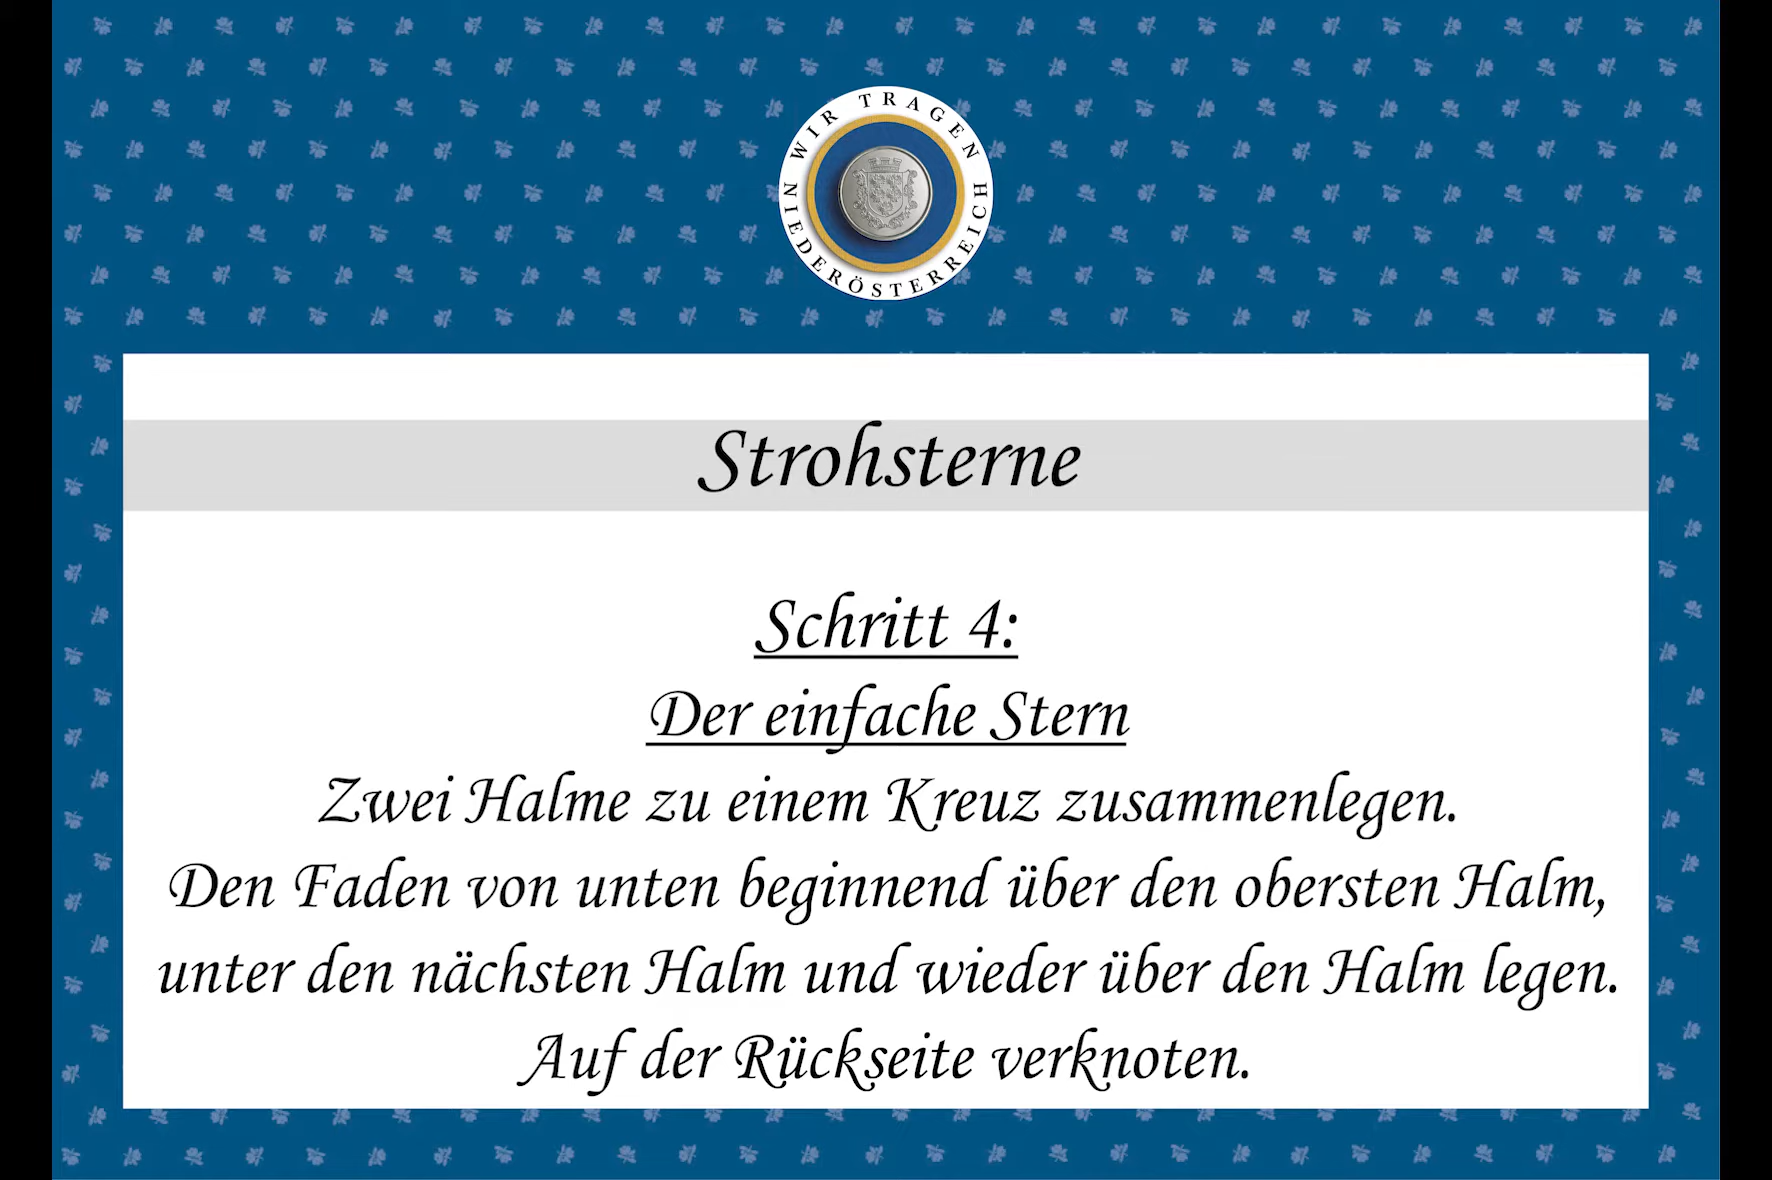 WIR TRAGEN NIEDERÖSTERREICH
Strohsterne
Schritt 4:
Der einfache Stern
Zwei Halme zu einem Kreuz zusammenlegen.
Den Faden von unten beginnend über den obersten Halm,
unter den nächsten Halm und wieder über den Halm legen.
Auf der Rückseite verknoten.